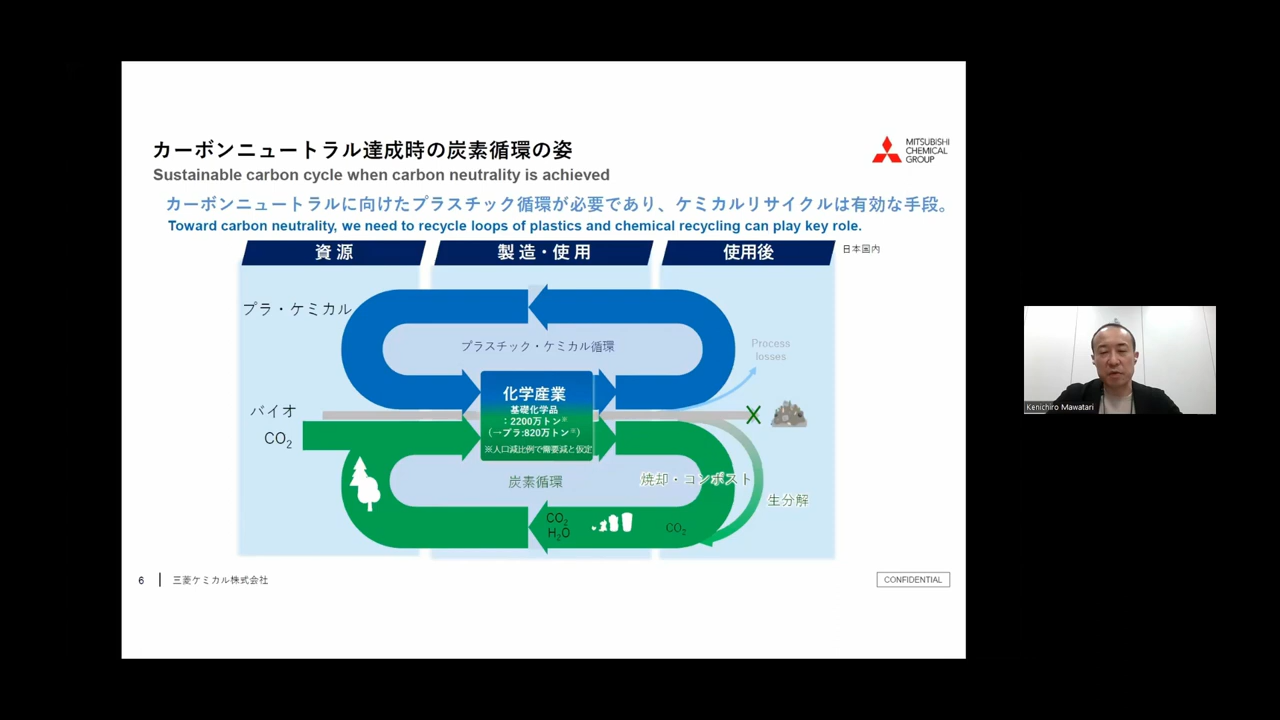 カーボンニュートラル達成時の炭素循環の姿
Sustainable carbon cycle when carbon neutrality is achieved
MITSUBISHI
CHEMICAL
GROUP
カーボンニュートラルに向けたプラスチック循環が必要であり、ケミカルリサイクルは有効な手段。
Toward carbon neutrality, we need to recycle loops of plastics and chemical recycling can play key role.
資源
製造・使用
使用後
日本国内
プラ・ケミカル
プラスチック・ケミカル循環
Process
losses
化学産業
基礎化学品
:2200万トン※
(→プラ:820万トン※)
※人口減比例で需要減と仮定
バイオ
CO₂
炭素循環
焼却・コンポスト
生分解
CO₂
H₂O
CO₂
6
三菱ケミカル株式会社
CONFIDENTIAL
Kenichiro Mawatari